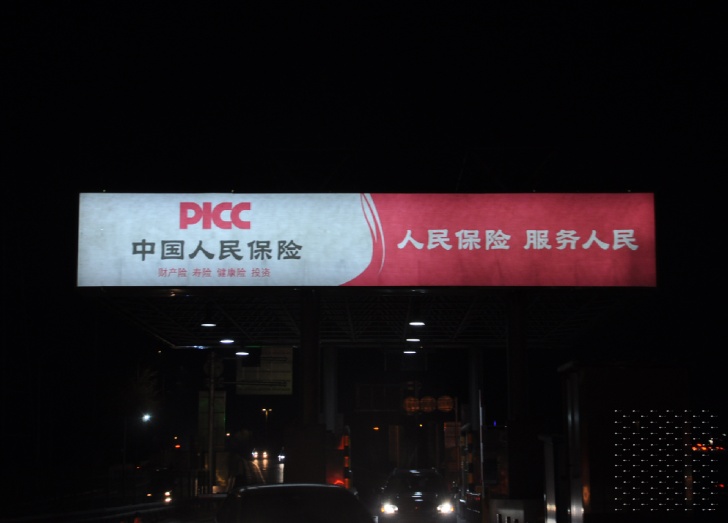 PICC
中国人民保险
财产险 寿险 健康险 投资
人民保险 服务人民